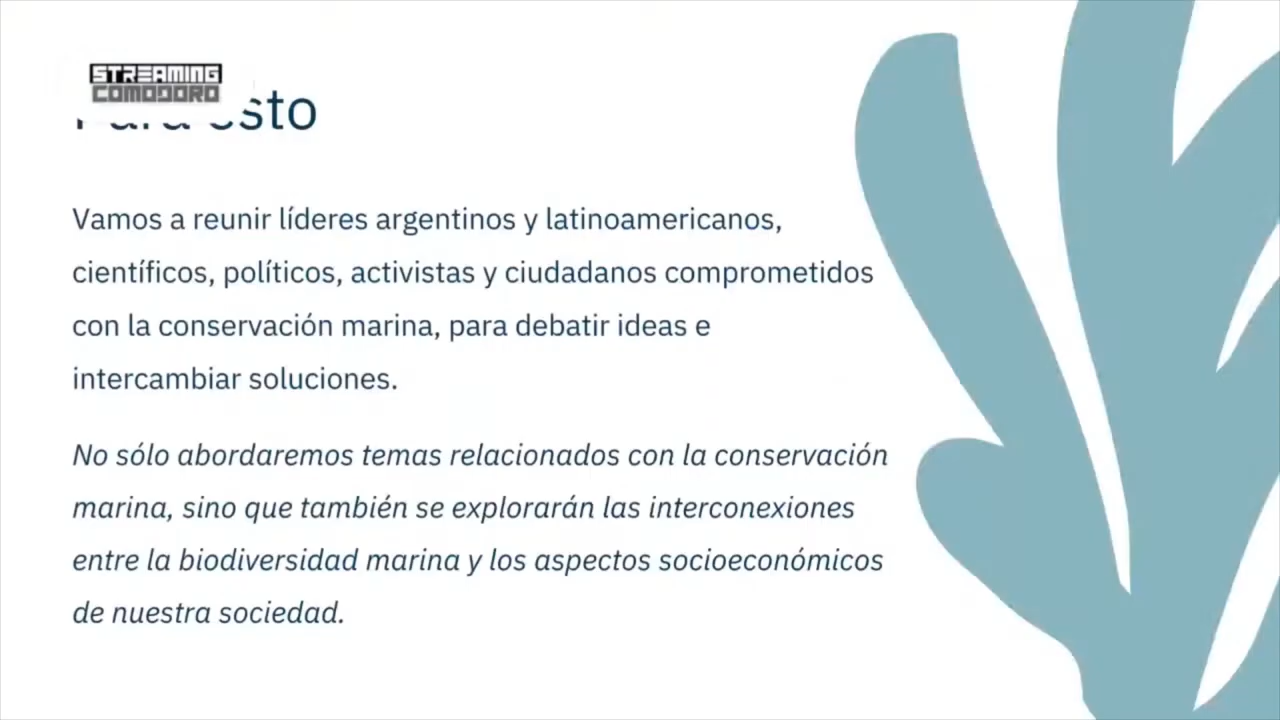 STREAMING
COMODORO
Para esto
Vamos a reunir líderes argentinos y latinoamericanos,
científicos, políticos, activistas y ciudadanos comprometidos
con la conservación marina, para debatir ideas e
intercambiar soluciones.
No sólo abordaremos temas relacionados con la conservación
marina, sino que también se explorarán las interconexiones
entre la biodiversidad marina y los aspectos socioeconómicos
de nuestra sociedad.